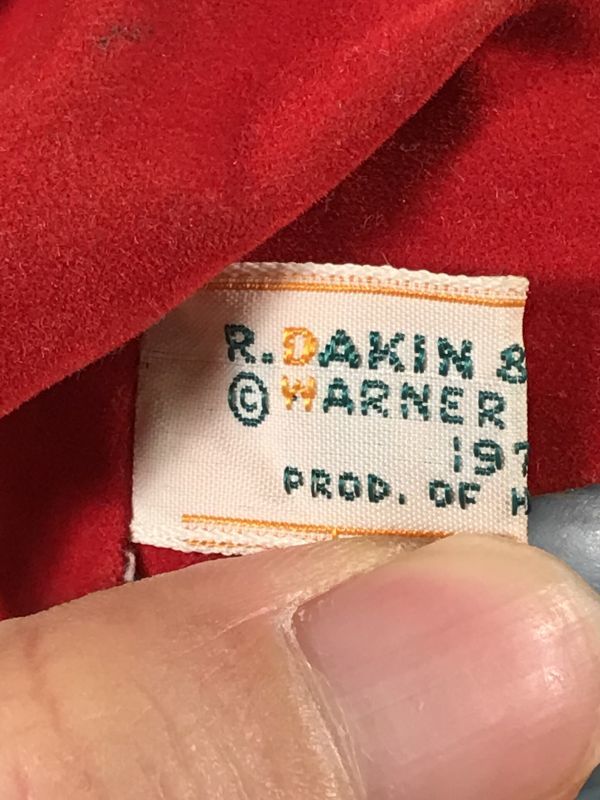 R. DAKIN &
© WARNER
197
PROD. OF H